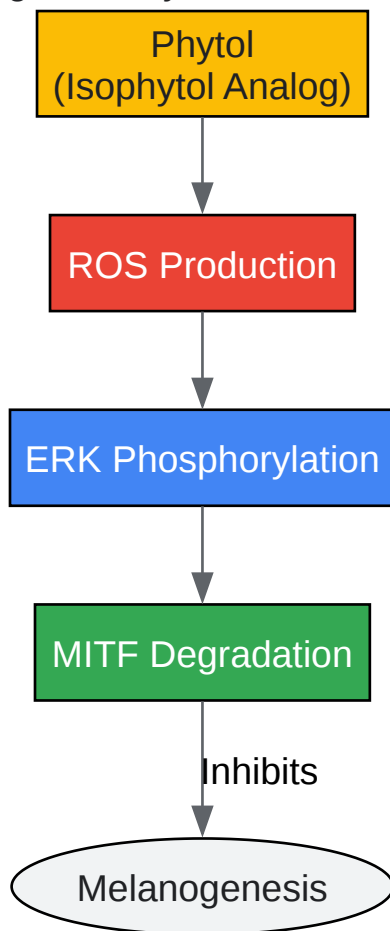 Phytol
(Isophytol Analog)
ROS Production
ERK Phosphorylation
MITF Degradation
Inhibits
Melanogenesis